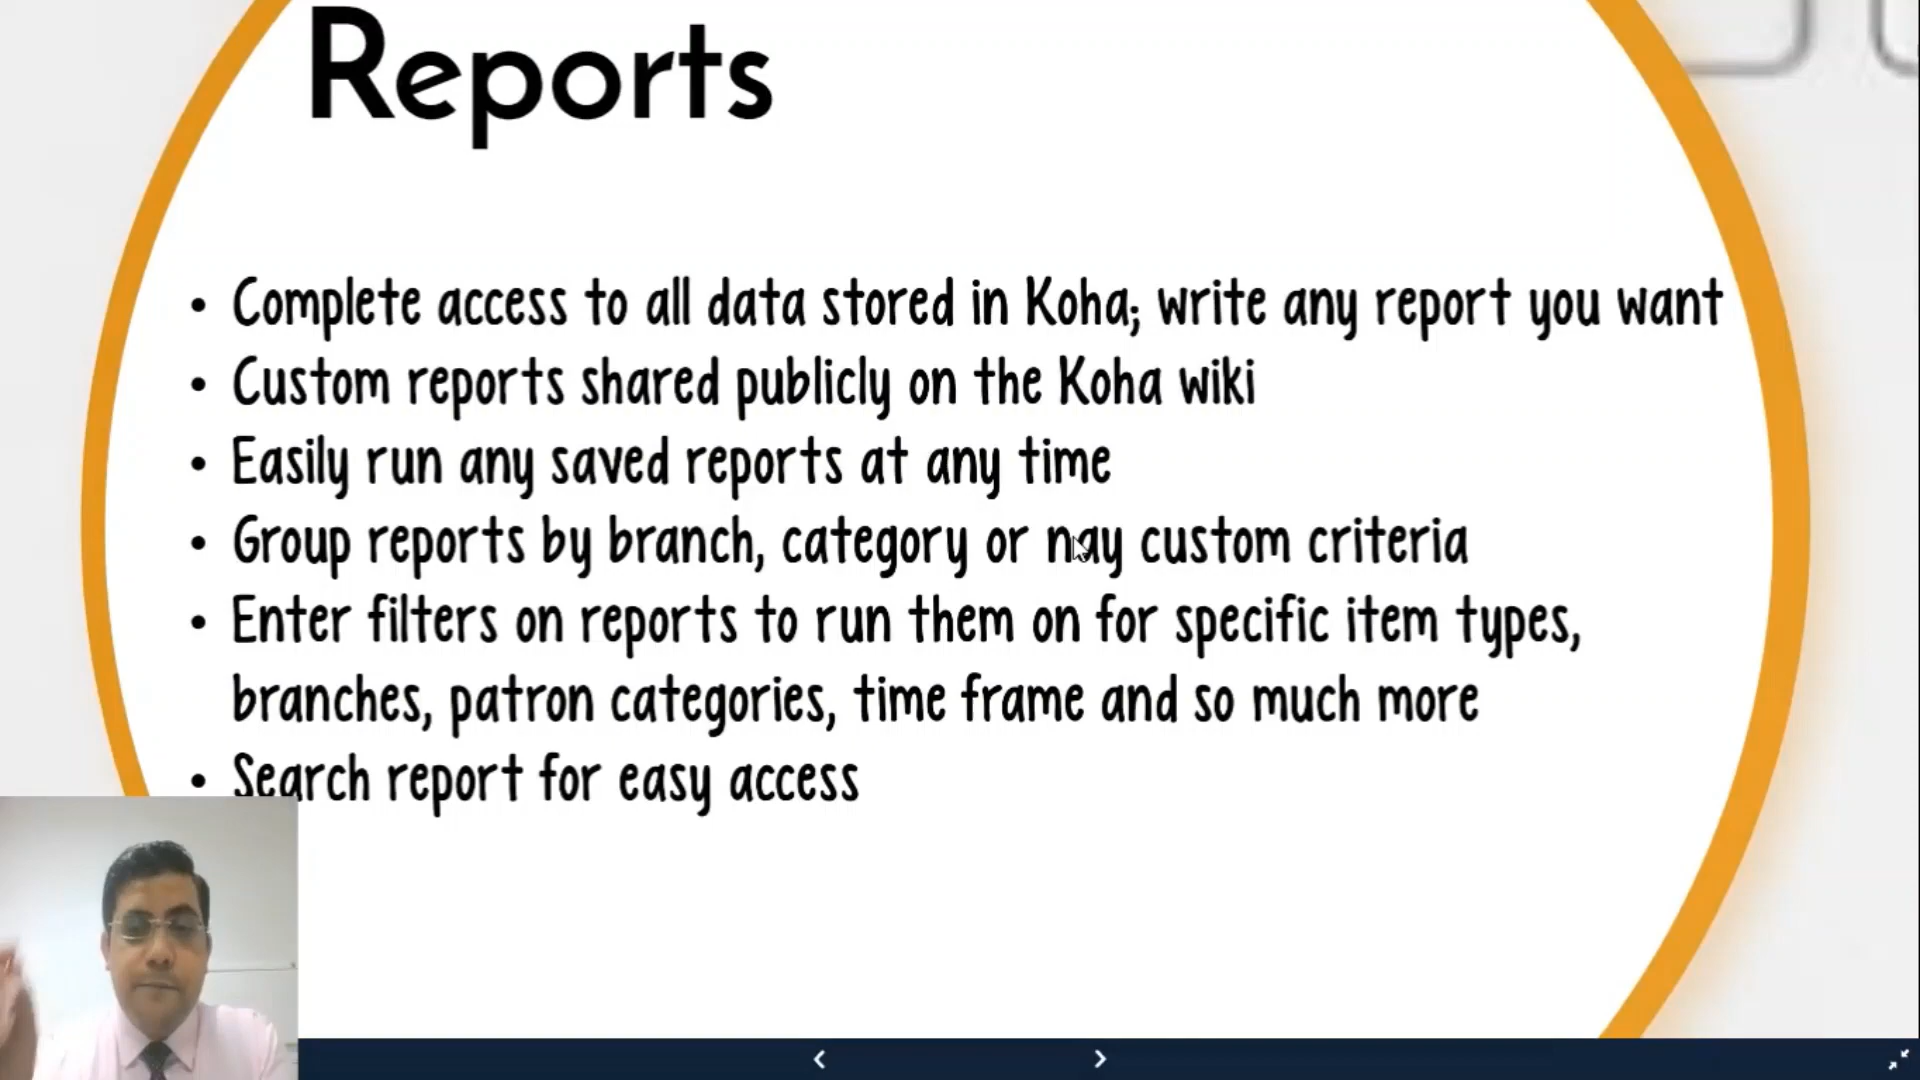 Reports
• Complete access to all data stored in Koha; write any report you want
• Custom reports shared publicly on the Koha wiki
• Easily run any saved reports at any time
• Group reports by branch, category or nay custom criteria
• Enter filters on reports to run them on for specific item types,
branches, patron categories, time frame and so much more
• Search report for easy access